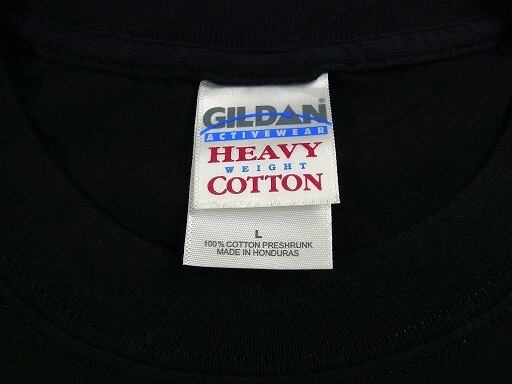 GILDAN
ACTIVEWEAR
HEAVY
WEIGHT
COTTON
L
100% COTTON PRESHRUNK
MADE IN HONDURAS